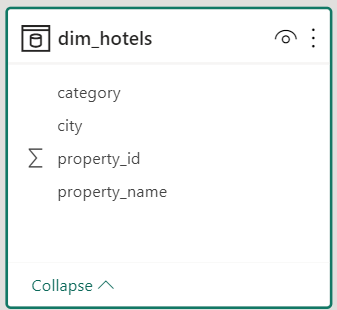 dim_hotels
category
city
∑ property_id
property_name
Collapse